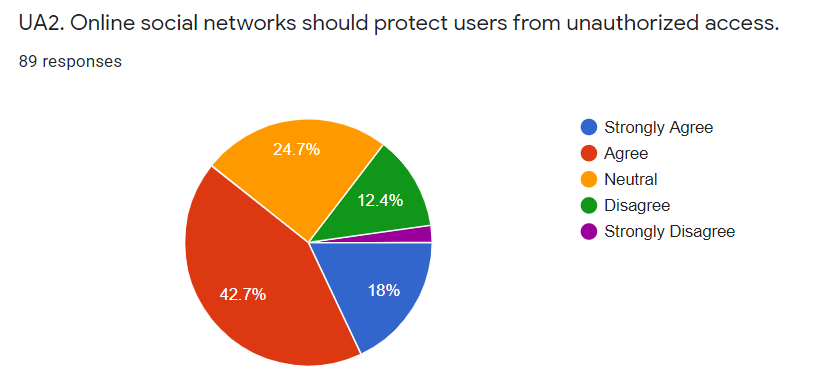 UA2. Online social networks should protect users from unauthorized access.
89 responses
Strongly Agree
Agree
Neutral
Disagree
Strongly Disagree
24.7%
12.4%
18%
42.7%